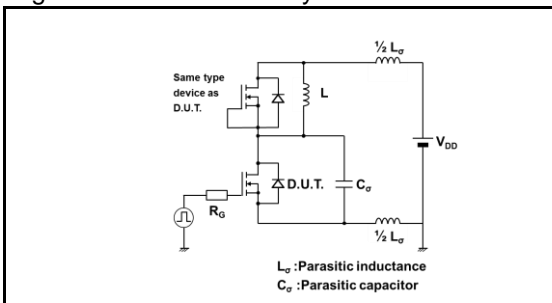 ½ Lσ
Same type
device as
D.U.T.
L
VDD
D.U.T.
Cσ
RG
½ Lσ
Lσ :Parasitic inductance
Cσ :Parasitic capacitor